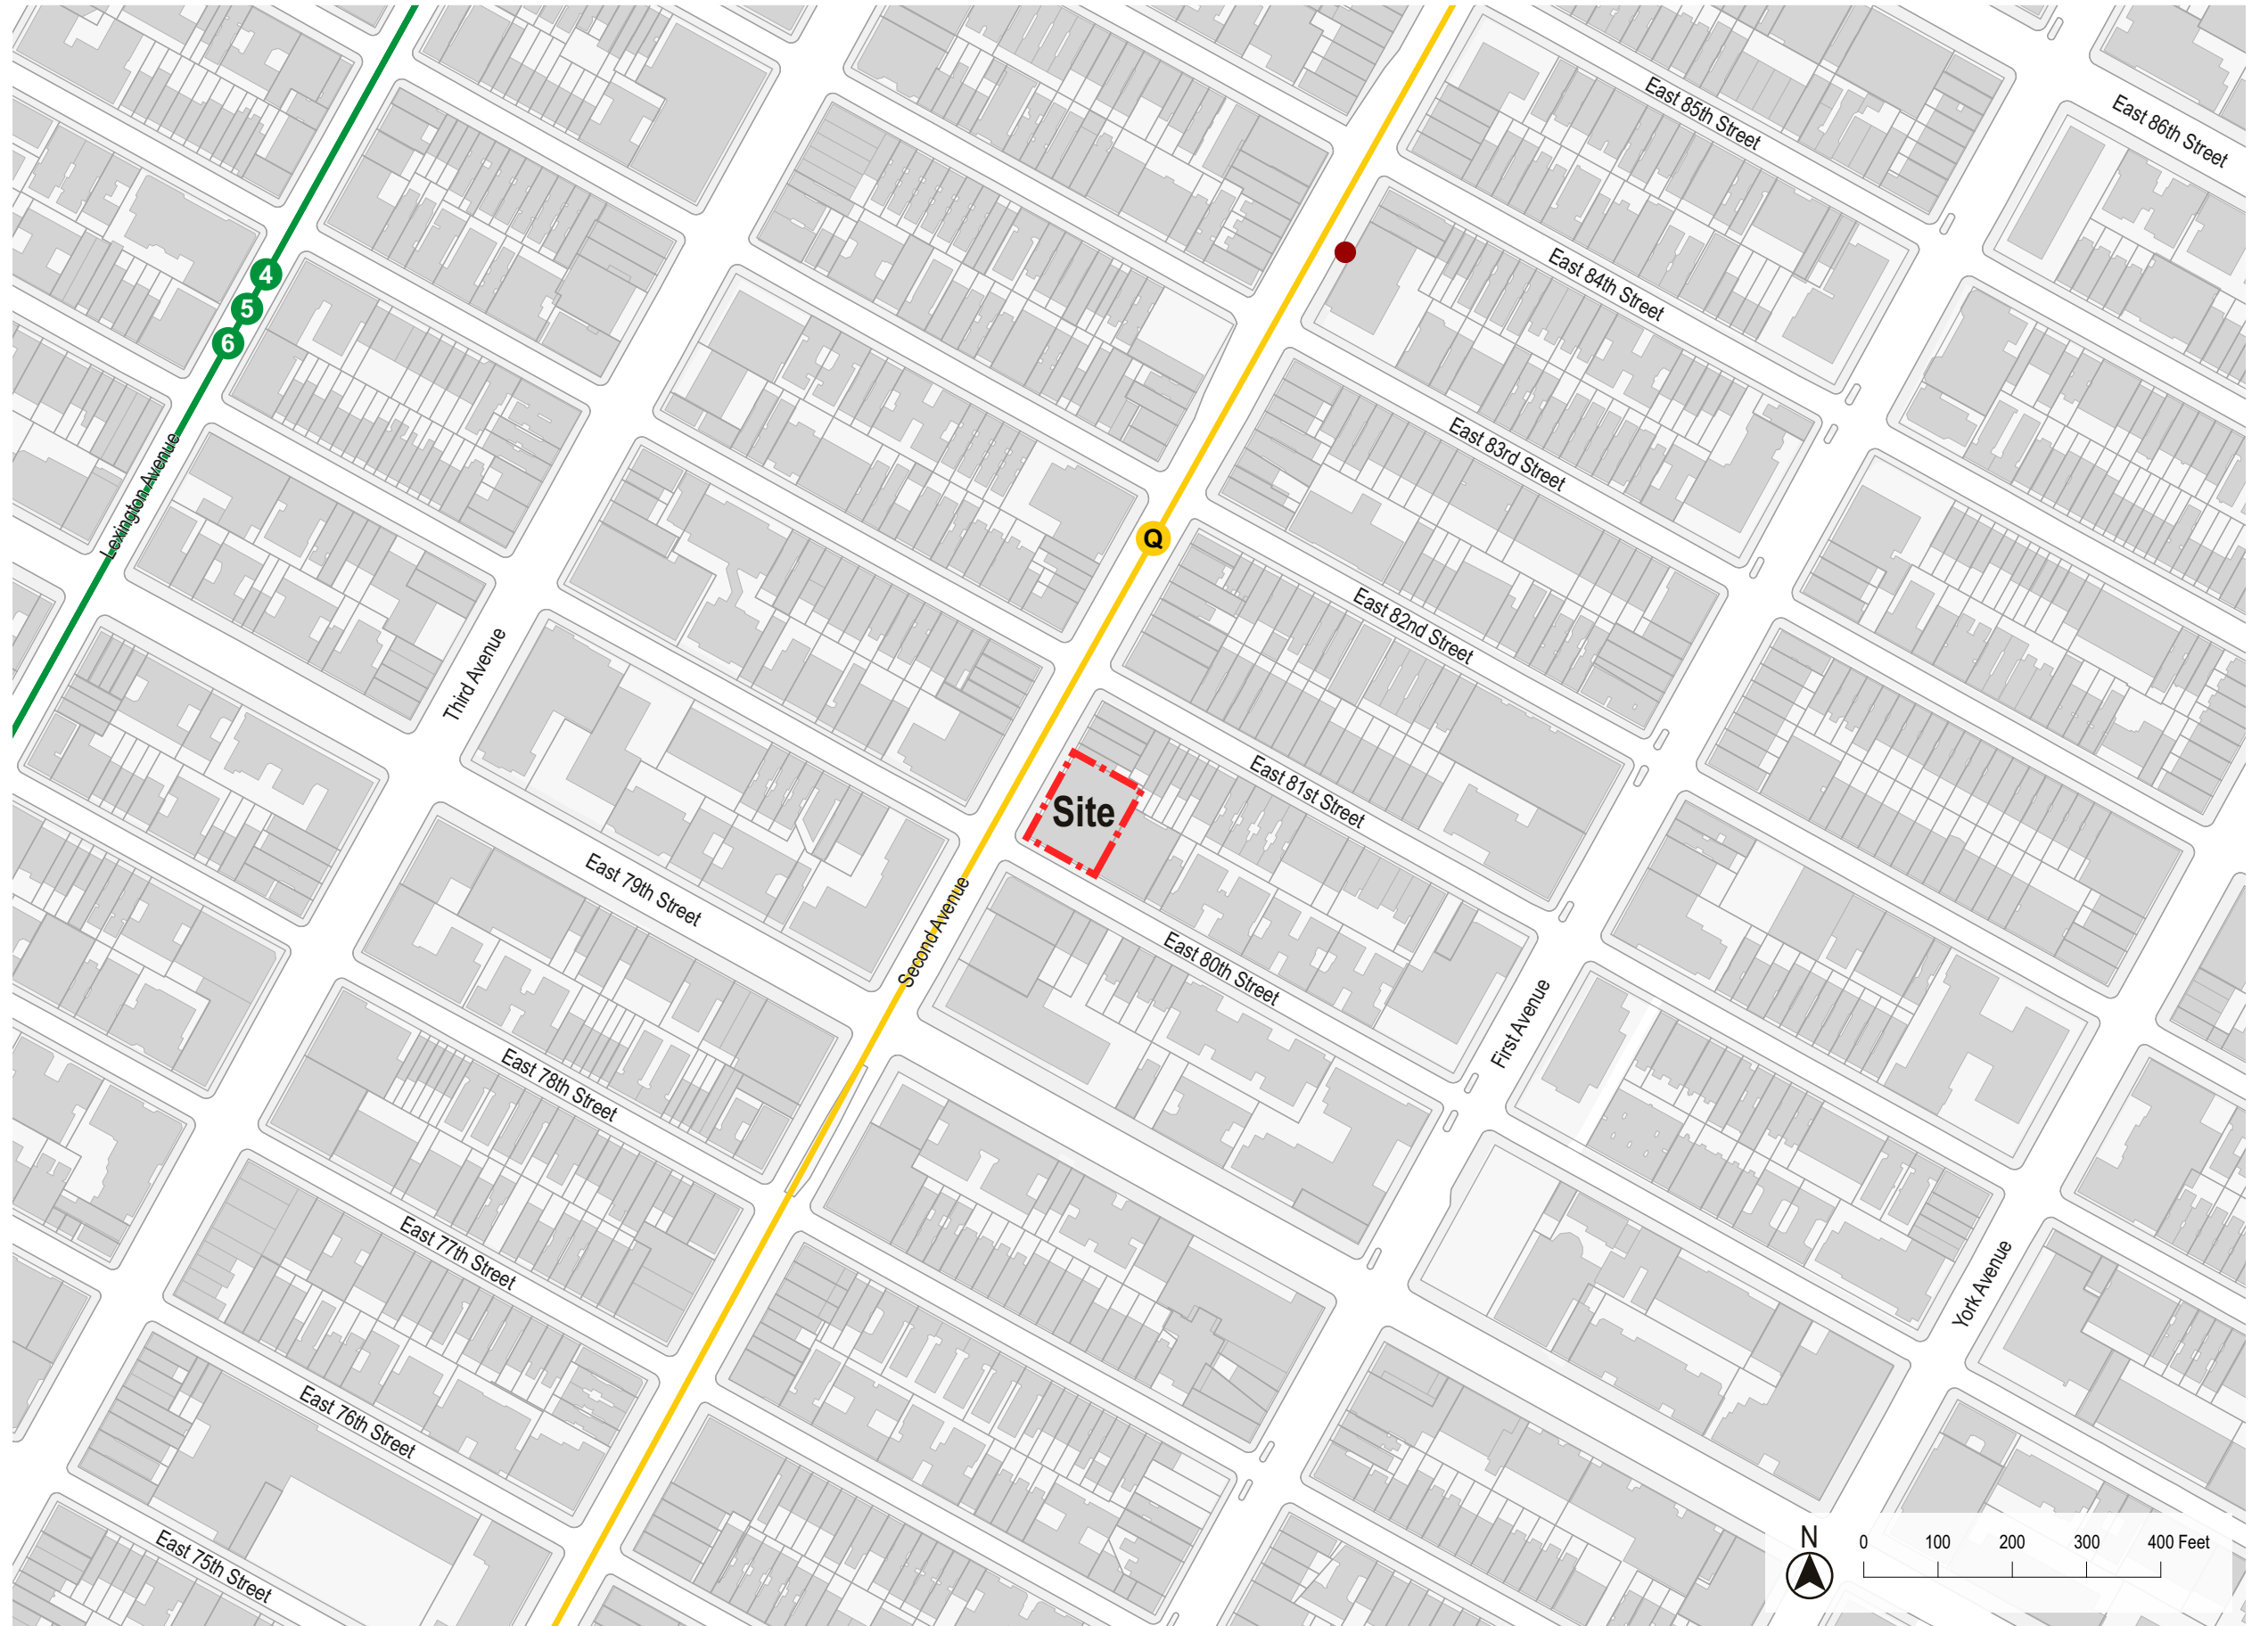 East 85th Street
East 86th Street
East 84th Street
4
5
6
East 83rd Street
Lexington Avenue
Q
East 82nd Street
Third Avenue
East 81st Street
Site
East 79th Street
Second Avenue
East 80th Street
First Avenue
East 78th Street
East 77th Street
York Avenue
East 76th Street
East 75th Street
N
0 100 200 300 400 Feet